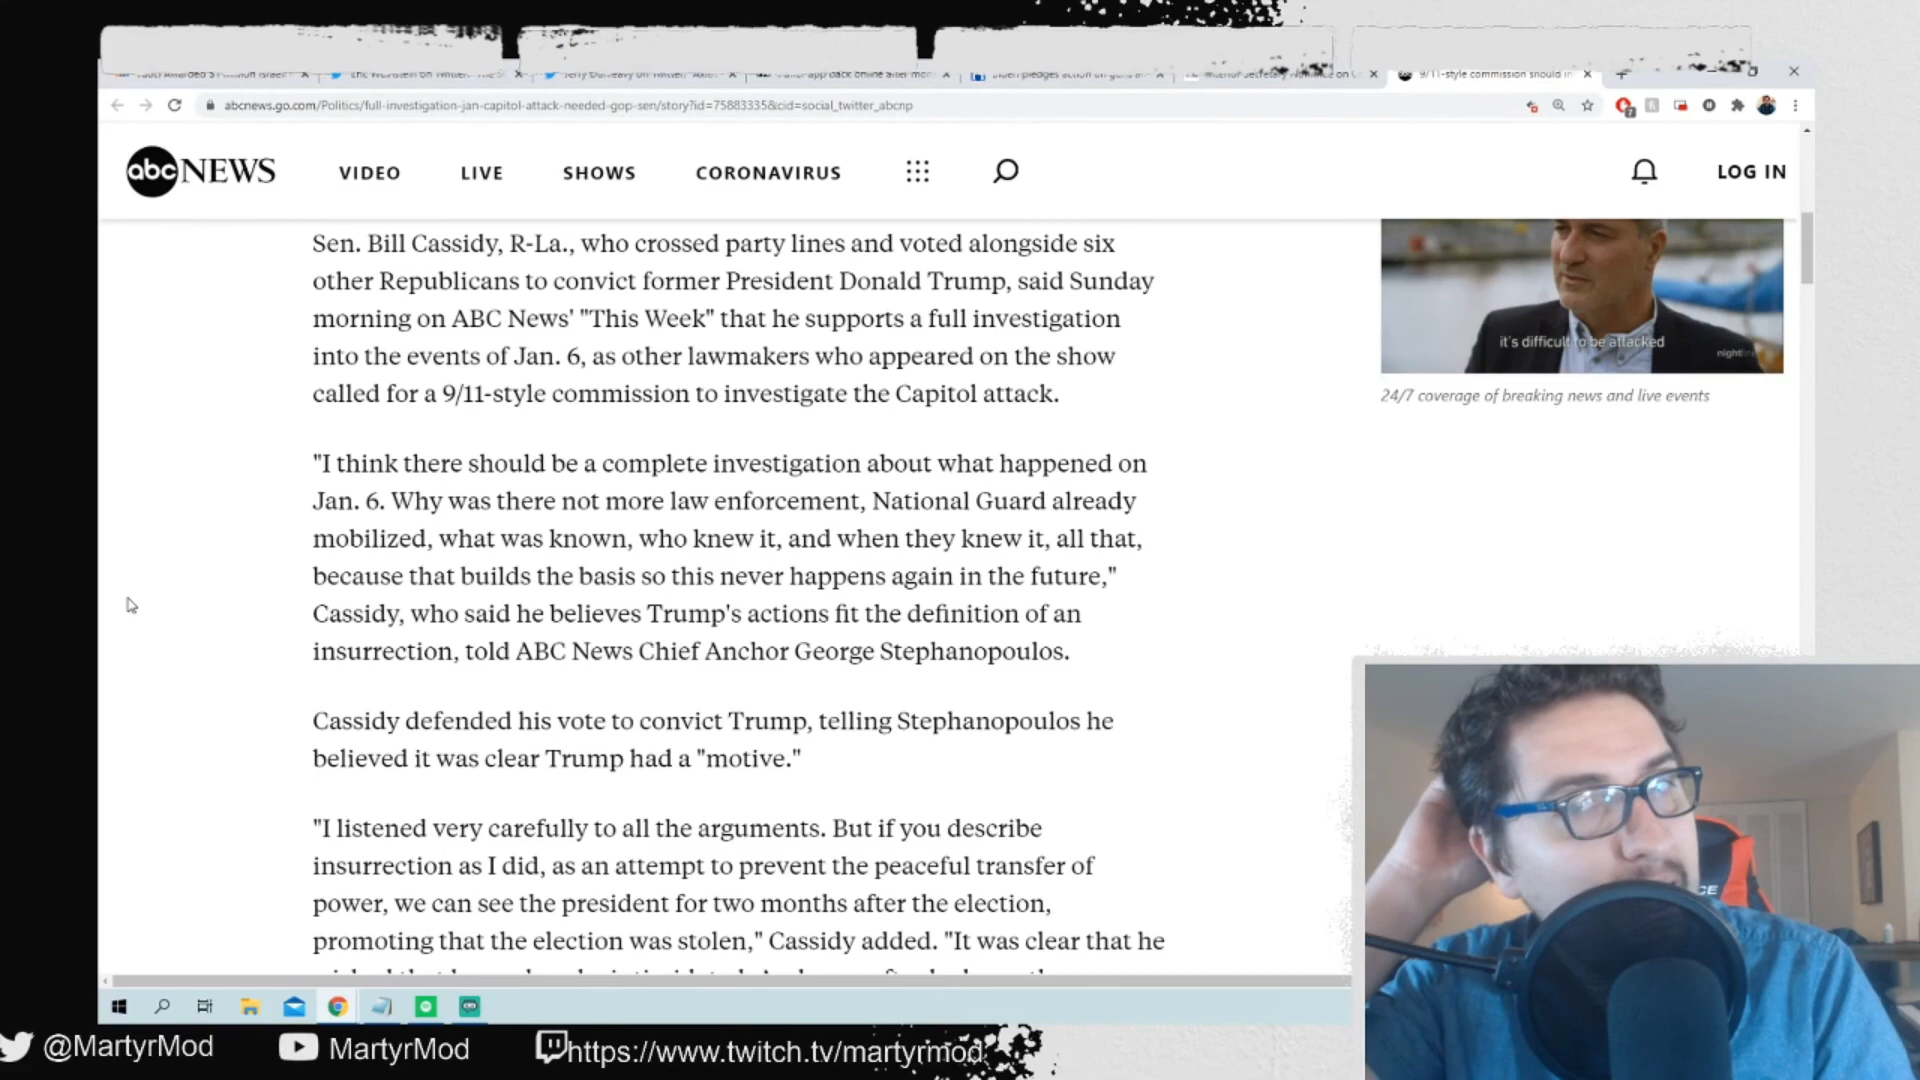 9/11-style commission should in
abcnews.go.com/Politics/full-investigation-jan-capitol-attack-needed-gop-sen/story?id=75883335&cid=social_twitter_abcnp
abc NEWS
VIDEO
LIVE
SHOWS
CORONAVIRUS
LOG IN
Sen. Bill Cassidy, R-La., who crossed party lines and voted alongside six
other Republicans to convict former President Donald Trump, said Sunday
morning on ABC News' "This Week" that he supports a full investigation
into the events of Jan. 6, as other lawmakers who appeared on the show
called for a 9/11-style commission to investigate the Capitol attack.
it's difficult to be attacked
24/7 coverage of breaking news and live events
"I think there should be a complete investigation about what happened on
Jan. 6. Why was there not more law enforcement, National Guard already
mobilized, what was known, who knew it, and when they knew it, all that,
because that builds the basis so this never happens again in the future,"
Cassidy, who said he believes Trump's actions fit the definition of an
insurrection, told ABC News Chief Anchor George Stephanopoulos.
Cassidy defended his vote to convict Trump, telling Stephanopoulos he
believed it was clear Trump had a "motive."
"I listened very carefully to all the arguments. But if you describe
insurrection as I did, as an attempt to prevent the peaceful transfer of
power, we can see the president for two months after the election,
promoting that the election was stolen," Cassidy added. "It was clear that he
@MartyrMod
MartyrMod
https://www.twitch.tv/martyrmod